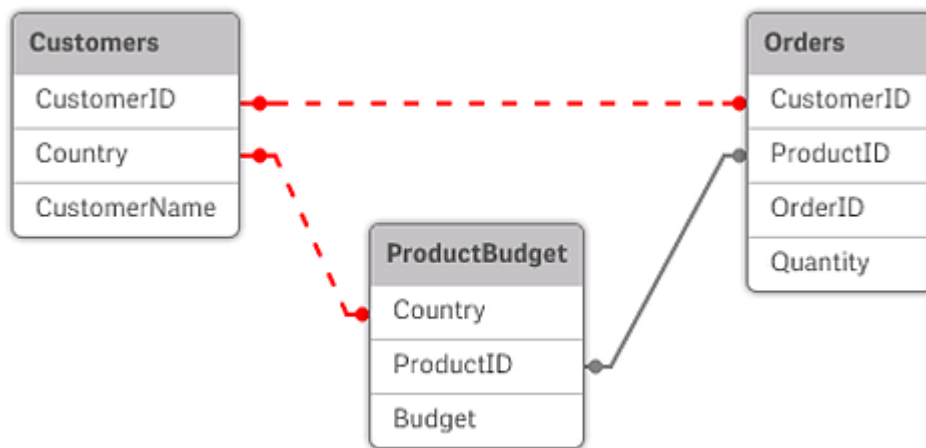 Customers
CustomerID
Country
CustomerName
ProductBudget
Country
ProductID
Budget
Orders
CustomerID
ProductID
OrderID
Quantity